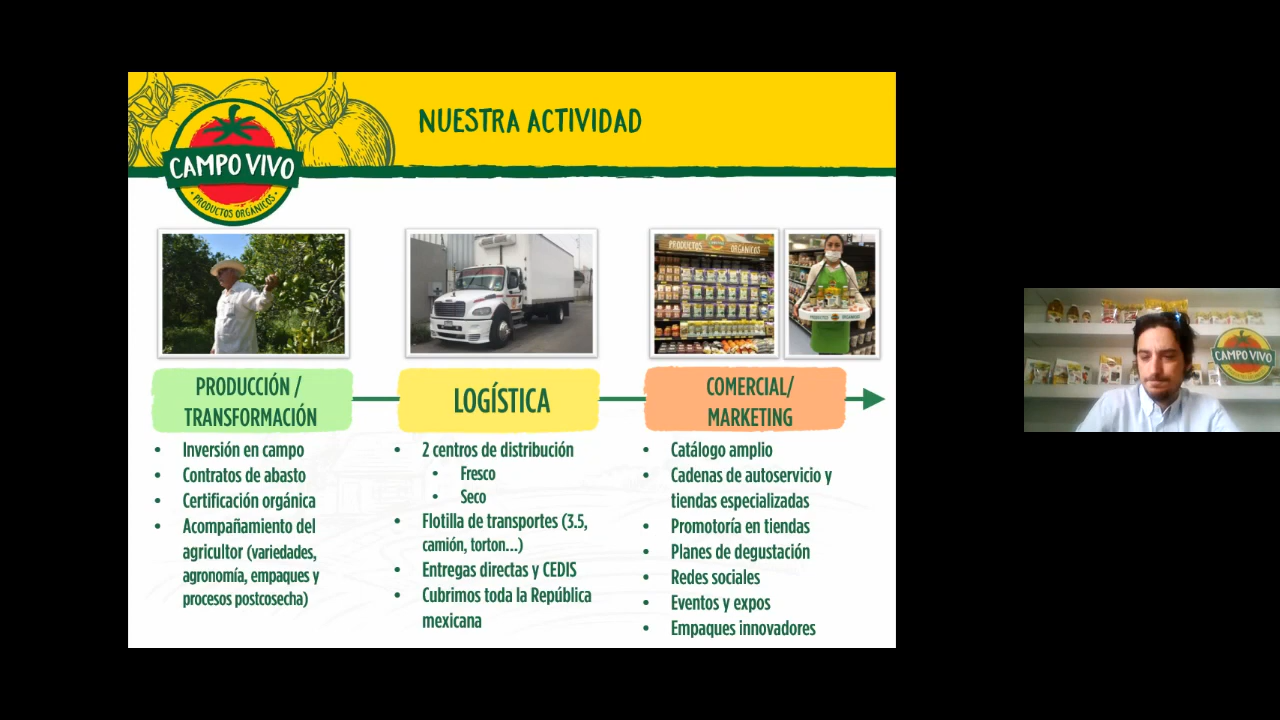 NUESTRA ACTIVIDAD
CAMPO VIVO
• PRODUCTOS ORGÁNICOS •
PRODUCTOS ORGÁNICOS
PRODUCTOS ORGÁNICOS
PRODUCCIÓN /
TRANSFORMACIÓN
• Inversión en campo
• Contratos de abasto
• Certificación orgánica
• Acompañamiento del
agricultor (variedades,
agronomía, empaques y
procesos postcosecha)
LOGÍSTICA
• 2 centros de distribución
• Fresco
• Seco
• Flotilla de transportes (3.5,
camión, torton...)
• Entregas directas y CEDIS
• Cubrimos toda la República
mexicana
COMERCIAL/
MARKETING
• Catálogo amplio
• Cadenas de autoservicio y
tiendas especializadas
• Promotoría en tiendas
• Planes de degustación
• Redes sociales
• Eventos y expos
• Empaques innovadores
CAMPO VIVO